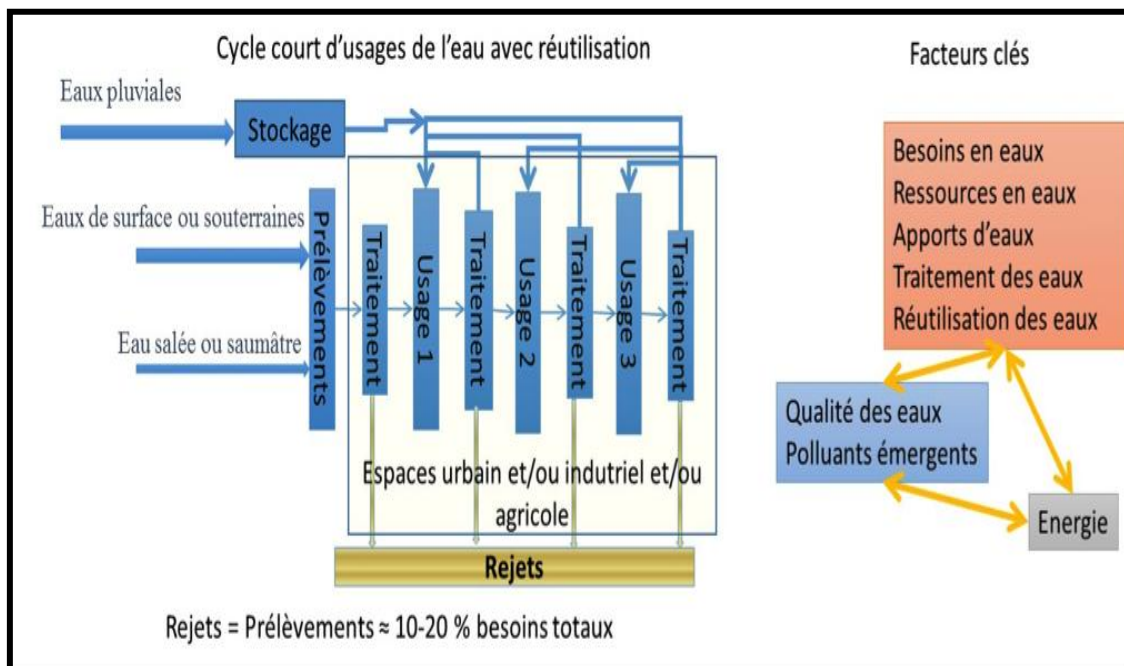 Cycle court d'usages de l'eau avec réutilisation
Facteurs clés
Eaux pluviales
Stockage
Eaux de surface ou souterraines
Eau salée ou saumâtre
Prélèvements
Traitement
Usage 1
Traitement
Usage 2
Traitement
Usage 3
Traitement
Espaces urbain et/ou indutriel et/ou
agricole
Rejets
Rejets = Prélèvements ≈ 10-20 % besoins totaux
Besoins en eaux
Ressources en eaux
Apports d'eaux
Traitement des eaux
Réutilisation des eaux
Qualité des eaux
Polluants émergents
Energie